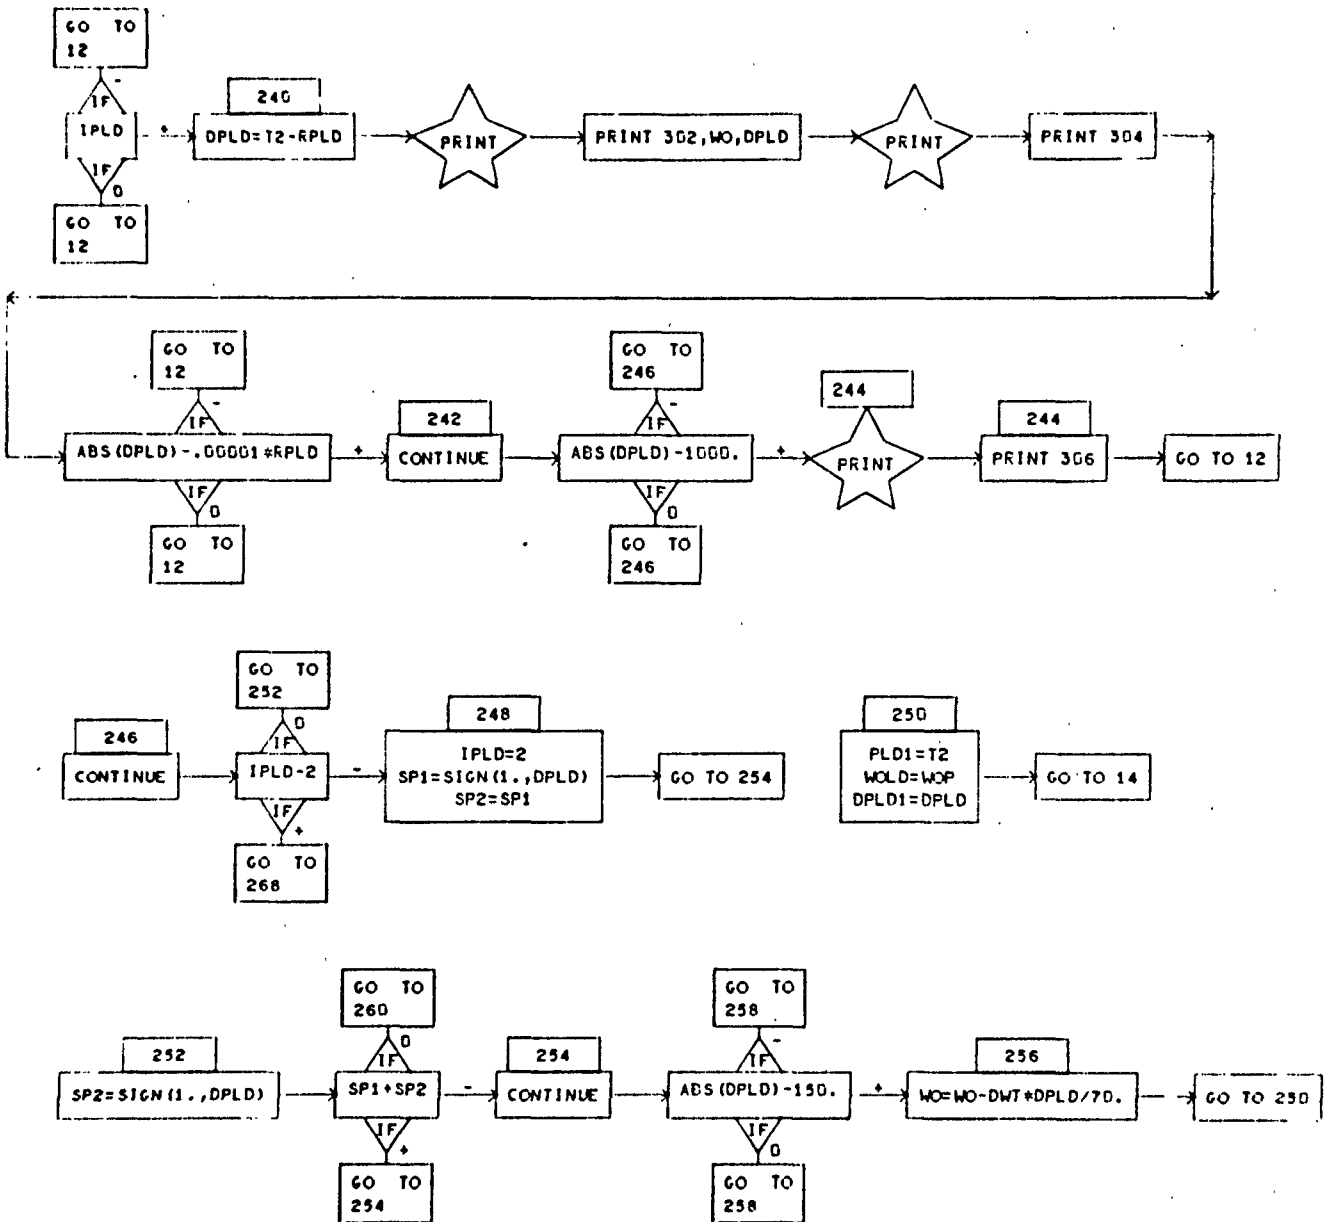 GO TO
12
-
IF
IPLD
+
IF
0
GO TO
12
240
DPLD=T2-RPLD
PRINT
PRINT 302,WO,DPLD
PRINT
PRINT 304
GO TO
12
-
IF
ABS(DPLD)-.00001*RPLD
+
IF
0
GO TO
12
242
CONTINUE
GO TO
246
-
IF
ABS(DPLD)-1000.
+
IF
0
GO TO
246
244
PRINT
244
PRINT 306
GO TO 12
246
CONTINUE
GO TO
252
0
IF
IPLD-2
-
IF
+
GO TO
268
248
IPLD=2
SP1=SIGN(1.,DPLD)
SP2=SP1
GO TO 254
250
PLD1=T2
WOLD=WOP
DPLD1=DPLD
GO TO 14
252
SP2=SIGN(1.,DPLD)
GO TO
260
0
IF
SP1+SP2
-
IF
+
GO TO
254
254
CONTINUE
GO TO
258
-
IF
ABS(DPLD)-150.
+
IF
0
GO TO
258
256
WO=WO-DWT*DPLD/70.
GO TO 250